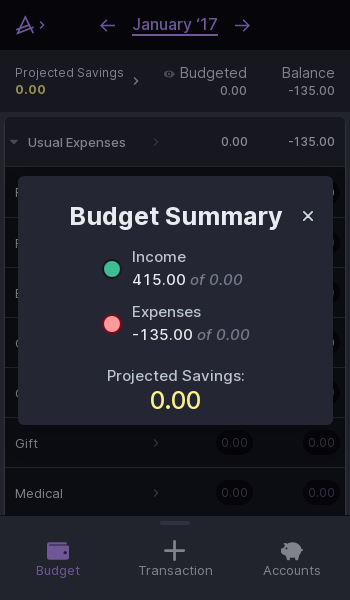 January ‘17
Projected Savings
0.00
Budgeted
0.00
Balance
-135.00
Usual Expenses
0.00
-135.00
Budget Summary
Income
415.00 of 0.00
Expenses
-135.00 of 0.00
Projected Savings:
0.00
Gift
0.00
0.00
Medical
0.00
0.00
Budget
Transaction
Accounts